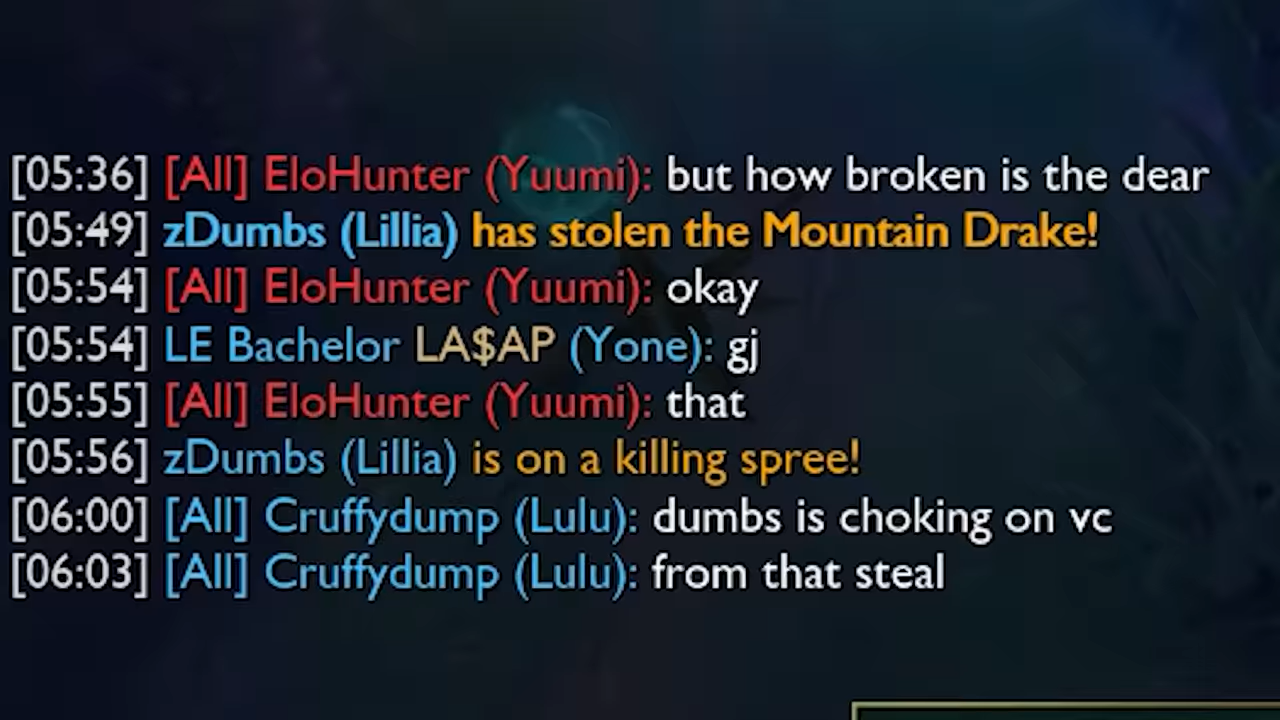 [05:36] [All] EloHunter (Yuumi): but how broken is the dear
[05:49] zDumbs (Lillia) has stolen the Mountain Drake!
[05:54] [All] EloHunter (Yuumi): okay
[05:54] LE Bachelor LA$AP (Yone): gj
[05:55] [All] EloHunter (Yuumi): that
[05:56] zDumbs (Lillia) is on a killing spree!
[06:00] [All] Cruffydump (Lulu): dumbs is choking on vc
[06:03] [All] Cruffydump (Lulu): from that steal